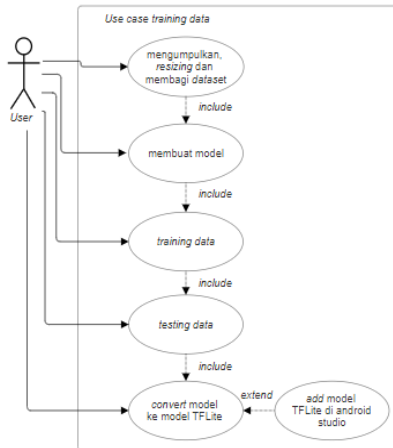 Use case training data
mengumpulkan,
resizing dan
membagi dataset
User
include
membuat model
include
training data
include
testing data
include
convert model
ke model TFLite
extend
add model
TFLite di android
studio